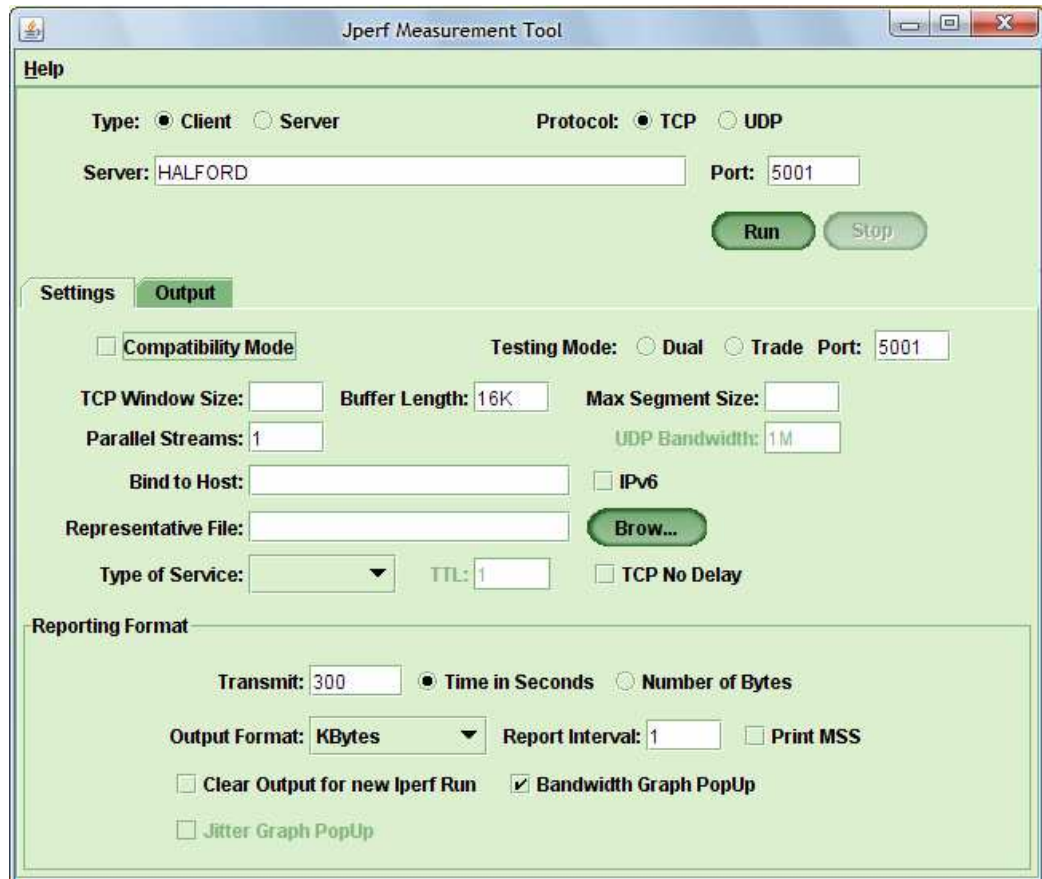 Jperf Measurement Tool
Help
Type: Client Server Protocol: TCP UDP
Server: HALFORD Port: 5001
Run Stop
Settings Output
Compatibility Mode Testing Mode: Dual Trade Port: 5001
TCP Window Size: Buffer Length: 16K Max Segment Size:
Parallel Streams: 1 UDP Bandwidth: 1M
Bind to Host: IPv6
Representative File: Brow...
Type of Service: TTL: 1 TCP No Delay
Reporting Format
Transmit: 300 Time in Seconds Number of Bytes
Output Format: KBytes Report Interval: 1 Print MSS
Clear Output for new Iperf Run Bandwidth Graph PopUp
Jitter Graph PopUp